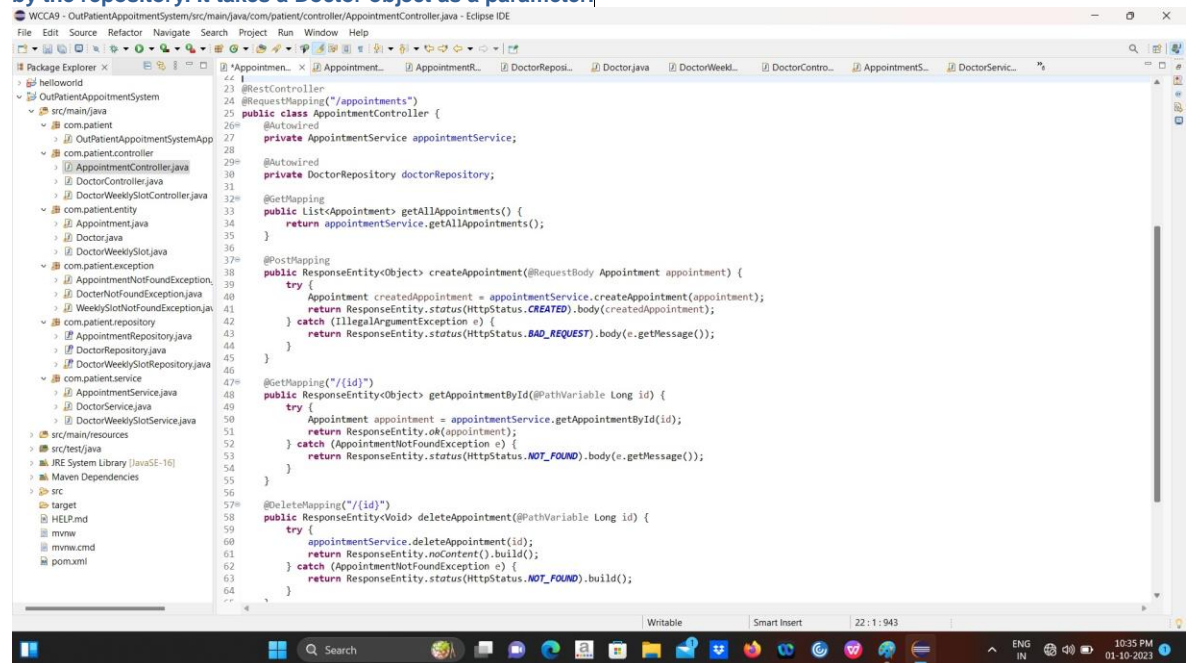 by the repository. It takes a Doctor object as a parameter.
WCCA9 - OutPatientAppoitmentSystem/src/main/java/com/patient/controller/AppointmentController.java - Eclipse IDE
File Edit Source Refactor Navigate Search Project Run Window Help
Package Explorer
*Appointmen... Appointment... AppointmentR... DoctorReposi... Doctor.java DoctorWeekl... DoctorContro... AppointmentS... DoctorServic...
helloworld
OutPatientAppoitmentSystem
src/main/java
com.patient
OutPatientAppoitmentSystemApp
com.patient.controller
AppointmentController.java
DoctorController.java
DoctorWeeklySlotController.java
com.patient.entity
Appointment.java
Doctor.java
DoctorWeeklySlot.java
com.patient.exception
AppointmentNotFoundException.
DocterNotFoundException.java
WeeklySlotNotFoundException.jav
com.patient.repository
AppointmentRepository.java
DoctorRepository.java
DoctorWeeklySlotRepository.java
com.patient.service
AppointmentService.java
DoctorService.java
DoctorWeeklySlotService.java
src/main/resources
src/test/java
JRE System Library [JavaSE-16]
Maven Dependencies
src
target
HELP.md
mvnw
mvnw.cmd
pom.xml
22
23 @RestController
24 @RequestMapping("/appointments")
25 public class AppointmentController {
26 @Autowired
27 private AppointmentService appointmentService;
28
29 @Autowired
30 private DoctorRepository doctorRepository;
31
32 @GetMapping
33 public List<Appointment> getAllAppointments() {
34 return appointmentService.getAllAppointments();
35 }
36
37 @PostMapping
38 public ResponseEntity<Object> createAppointment(@RequestBody Appointment appointment) {
39 try {
40 Appointment createdAppointment = appointmentService.createAppointment(appointment);
41 return ResponseEntity.status(HttpStatus.CREATED).body(createdAppointment);
42 } catch (IllegalArgumentException e) {
43 return ResponseEntity.status(HttpStatus.BAD_REQUEST).body(e.getMessage());
44 }
45 }
46
47 @GetMapping("/{id}")
48 public ResponseEntity<Object> getAppointmentById(@PathVariable Long id) {
49 try {
50 Appointment appointment = appointmentService.getAppointmentById(id);
51 return ResponseEntity.ok(appointment);
52 } catch (AppointmentNotFoundException e) {
53 return ResponseEntity.status(HttpStatus.NOT_FOUND).body(e.getMessage());
54 }
55 }
56
57 @DeleteMapping("/{id}")
58 public ResponseEntity<Void> deleteAppointment(@PathVariable Long id) {
59 try {
60 appointmentService.deleteAppointment(id);
61 return ResponseEntity.noContent().build();
62 } catch (AppointmentNotFoundException e) {
63 return ResponseEntity.status(HttpStatus.NOT_FOUND).build();
64 }
Writable Smart Insert 22 : 1 : 943
Search
ENG
IN
10:35 PM
01-10-2023